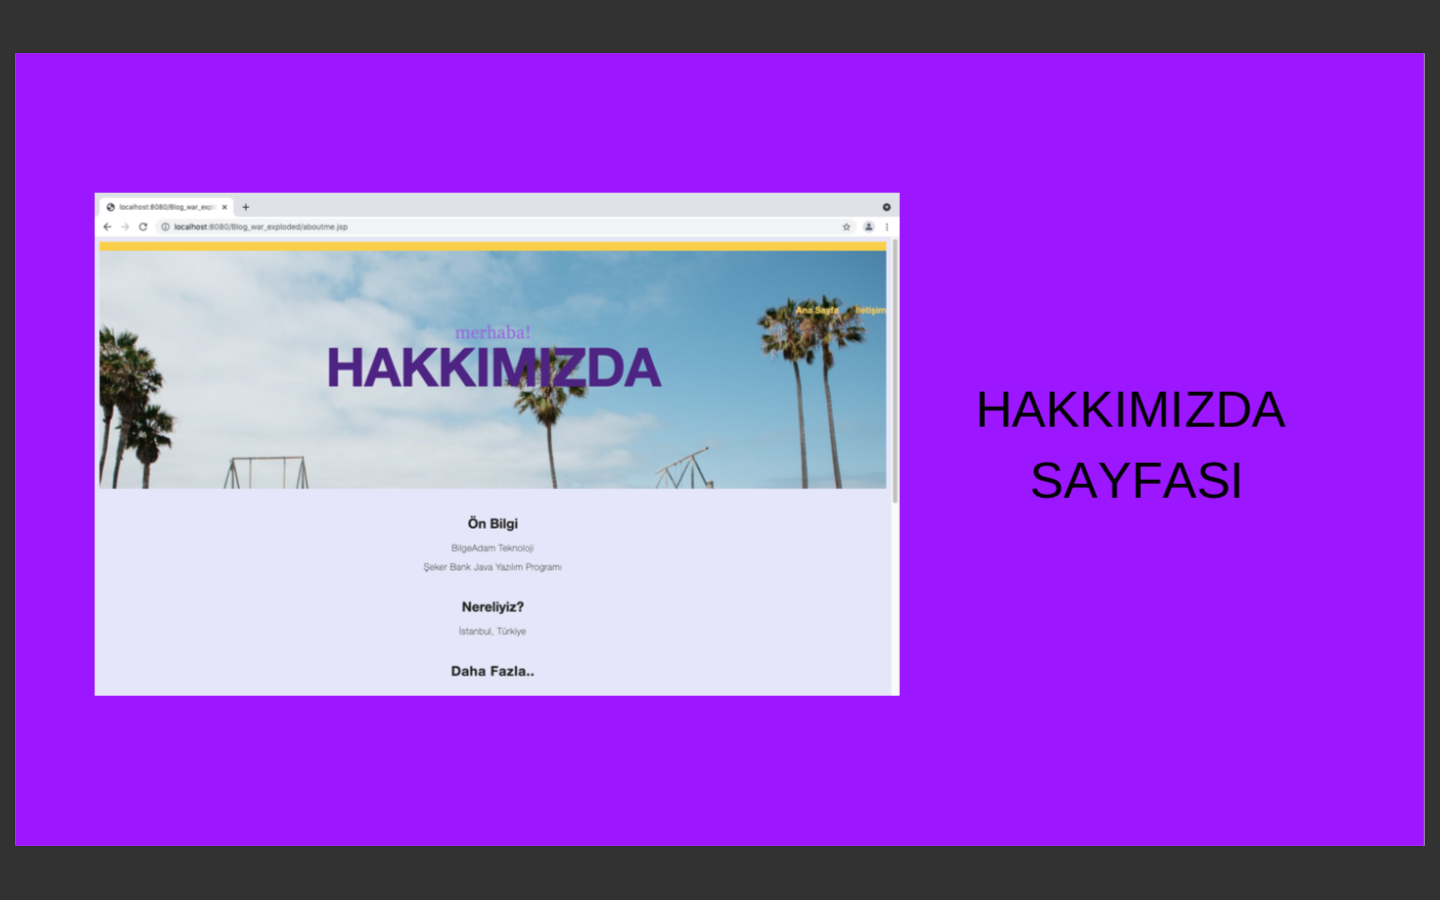 localhost:8080/Blog_war_expl
localhost:8080/Blog_war_exploded/aboutme.jsp
Ana Sayfa İletişim
merhaba!
HAKKIMIZDA
Ön Bilgi
BilgeAdam Teknoloji
Şeker Bank Java Yazılım Programı
Nereliyiz?
İstanbul, Türkiye
Daha Fazla..
HAKKIMIZDA
SAYFASI